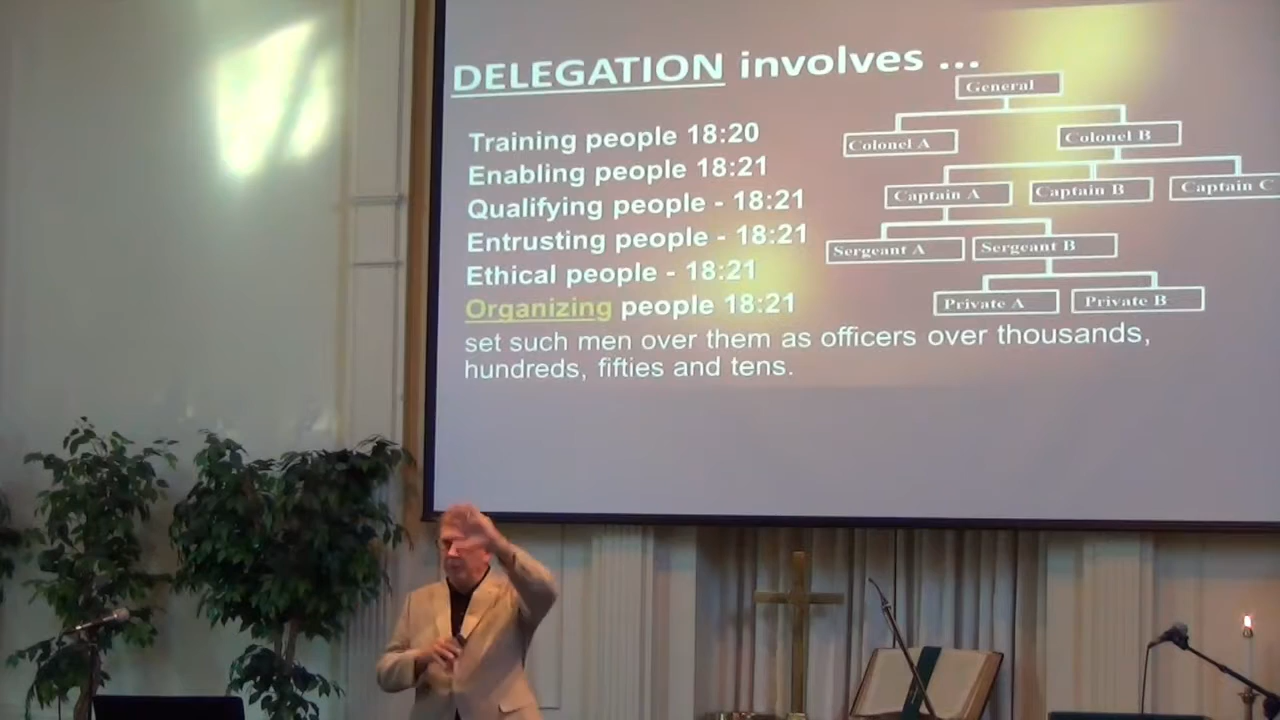 DELEGATION involves ...
Training people 18:20
Enabling people 18:21
Qualifying people - 18:21
Entrusting people - 18:21
Ethical people - 18:21
Organizing people 18:21
set such men over them as officers over thousands,
hundreds, fifties and tens.
General
Colonel A
Colonel B
Captain A
Captain B
Captain C
Sergeant A
Sergeant B
Private A
Private B